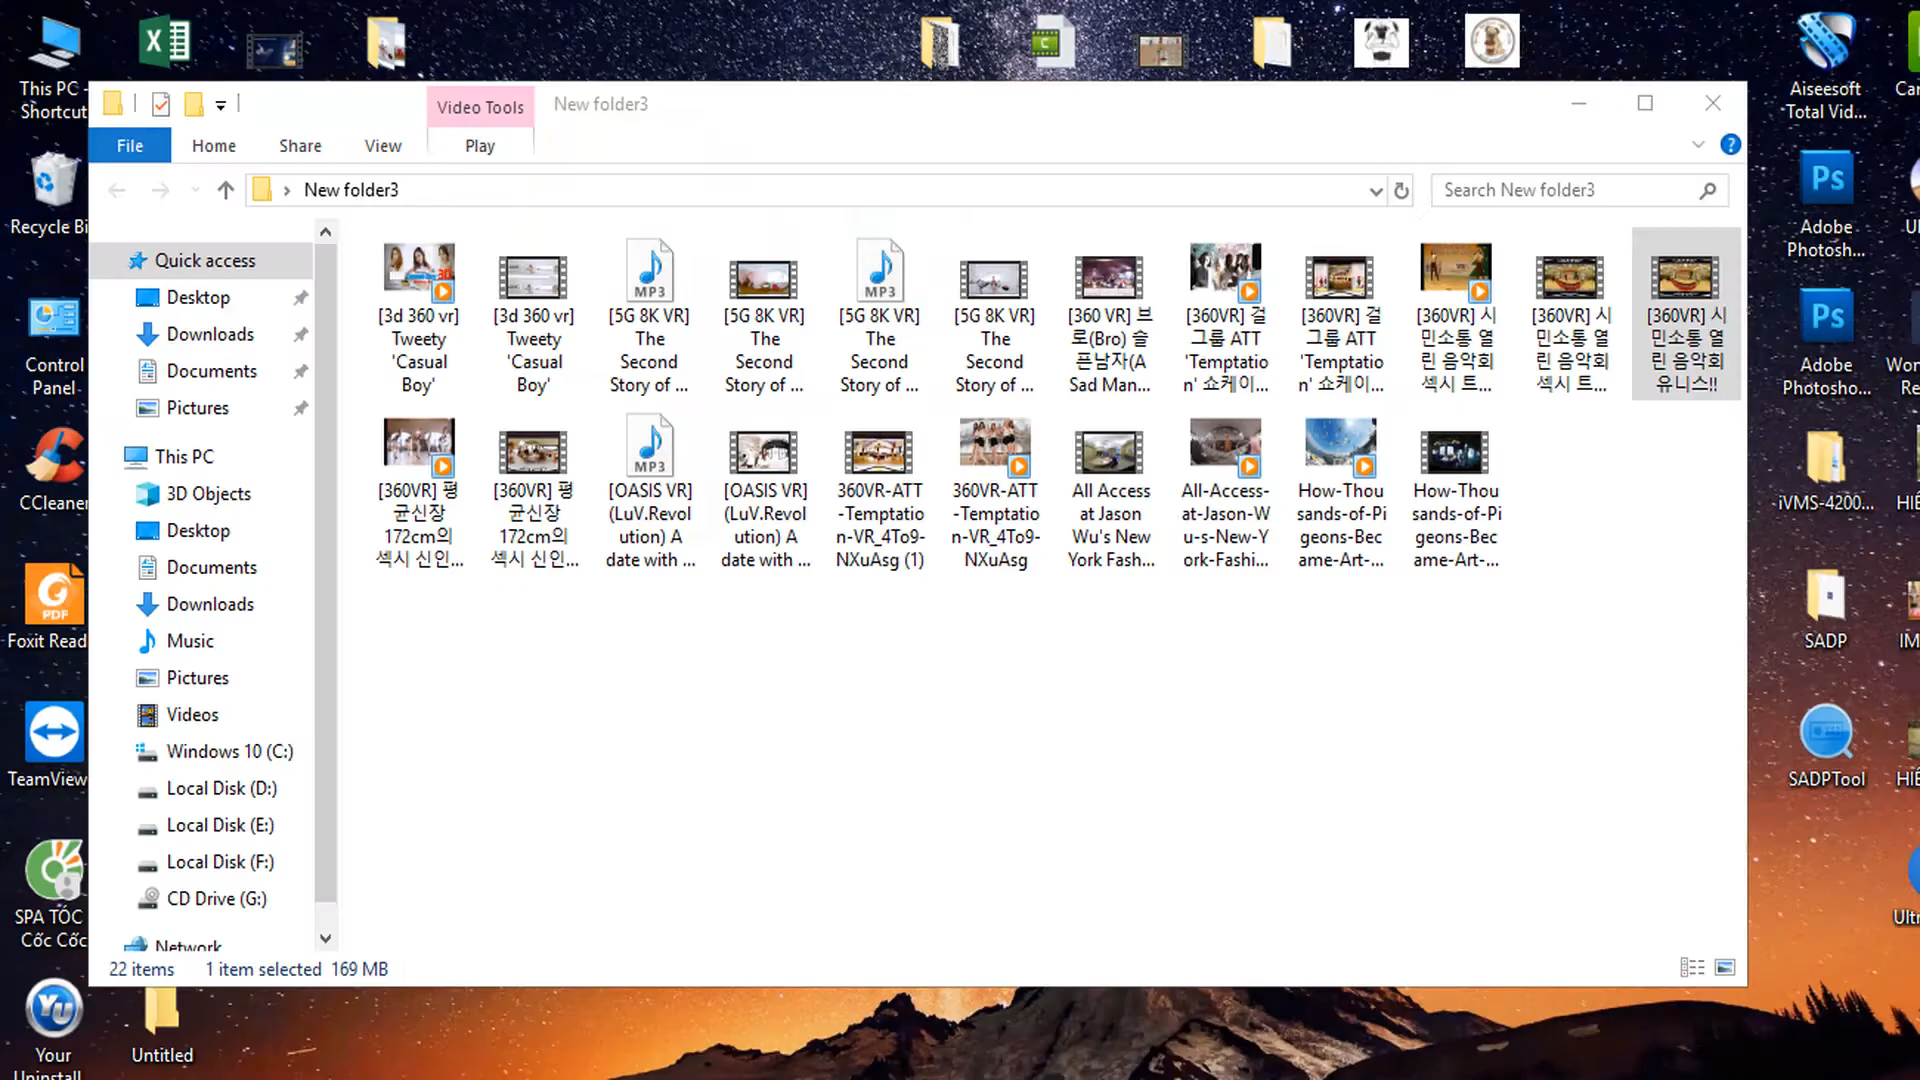 This PC -
Shortcut
Recycle Bi
Control
Panel
CCleaner
Foxit Read
TeamView
SPA TÓC
Cốc Cốc
Your
Uninstall
Untitled
Video Tools
New folder3
File
Home
Share
View
Play
New folder3
Search New folder3
Quick access
Desktop
Downloads
Documents
Pictures
This PC
3D Objects
Desktop
Documents
Downloads
Music
Pictures
Videos
Windows 10 (C:)
Local Disk (D:)
Local Disk (E:)
Local Disk (F:)
CD Drive (G:)
Network
[3d 360 vr]
Tweety
'Casual
Boy'
[3d 360 vr]
Tweety
'Casual
Boy'
MP3
[5G 8K VR]
The
Second
Story of ...
[5G 8K VR]
The
Second
Story of ...
MP3
[5G 8K VR]
The
Second
Story of ...
[5G 8K VR]
The
Second
Story of ...
[360 VR] 브
로(Bro) 슬
픈남자(A
Sad Man...
[360VR] 걸
그룹 ATT
'Temptatio
n' 쇼케이...
[360VR] 걸
그룹 ATT
'Temptatio
n' 쇼케이...
[360VR] 시
민소통 열
린 음악회
섹시 트...
[360VR] 시
민소통 열
린 음악회
섹시 트...
[360VR] 시
민소통 열
린 음악회
유니스!!
[360VR] 평
균신장
172cm의
섹시 신인...
[360VR] 평
균신장
172cm의
섹시 신인...
MP3
[OASIS VR]
(LuV.Revol
ution) A
date with ...
[OASIS VR]
(LuV.Revol
ution) A
date with ...
360VR-ATT
-Temptatio
n-VR_4To9-
NXuAsg (1)
360VR-ATT
-Temptatio
n-VR_4To9-
NXuAsg
All Access
at Jason
Wu's New
York Fash...
All-Access-
at-Jason-W
u-s-New-Y
ork-Fashi...
How-Thou
sands-of-Pi
geons-Bec
ame-Art-...
How-Thou
sands-of-Pi
geons-Bec
ame-Art-...
22 items
1 item selected 169 MB
Aiseesoft
Total Vid...
Ps
Adobe
Photosh...
Ps
Adobe
Photosho...
iVMS-4200...
SADP
SADPTool
Car
Ul
Won
Re
HIẾ
IM
HIẾ
Ultr